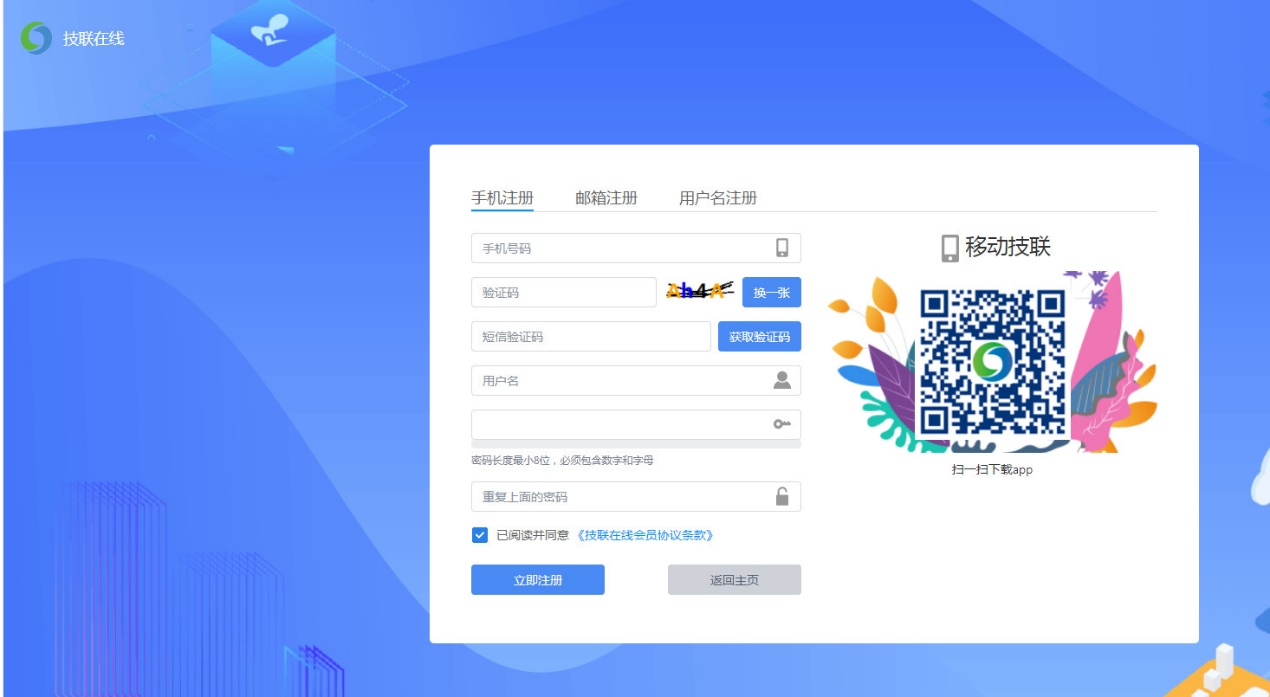 技联在线
手机注册 邮箱注册 用户名注册
手机号码
验证码 Ah4A 换一张
短信验证码 获取验证码
用户名
密码长度最小8位，必须包含数字和字母
重复上面的密码
已阅读并同意 《技联在线会员协议条款》
立即注册 返回主页
移动技联
扫一扫下载app